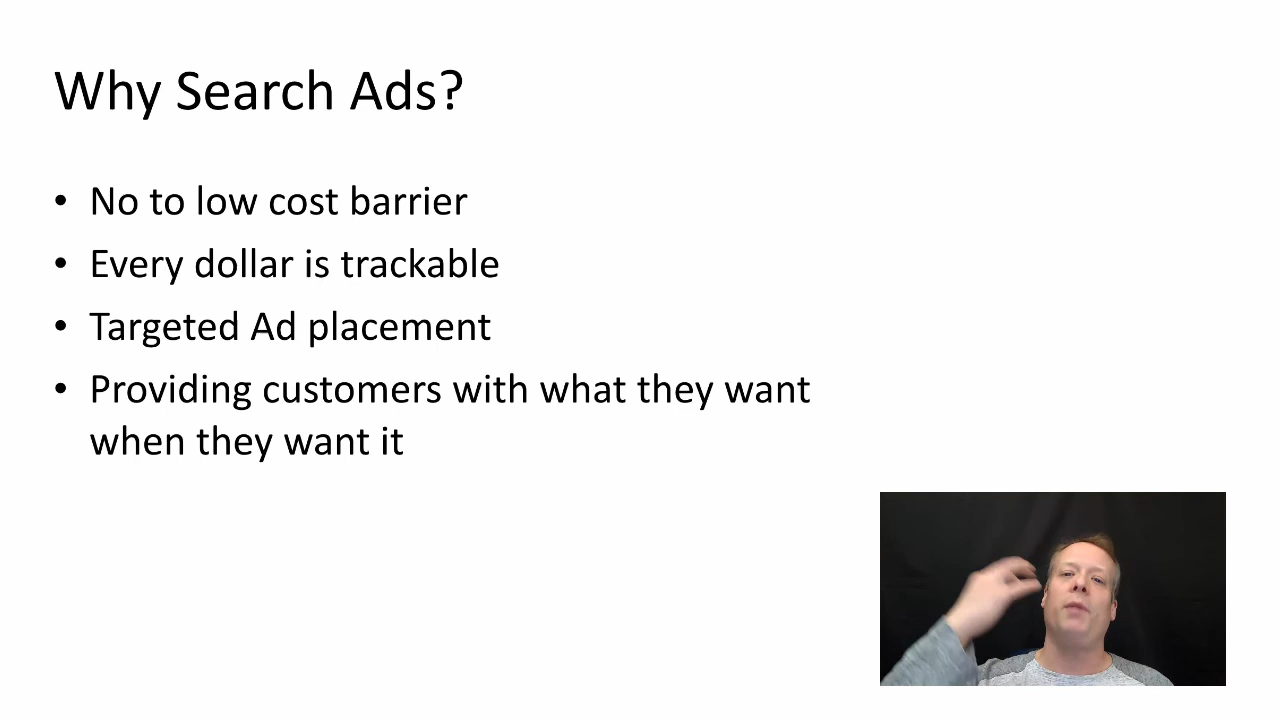 Why Search Ads?
• No to low cost barrier
• Every dollar is trackable
• Targeted Ad placement
• Providing customers with what they want
when they want it